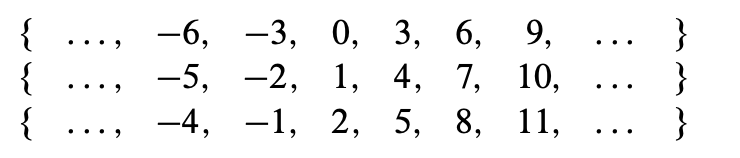 { ..., −6, −3, 0, 3, 6, 9, ... }
{ ..., −5, −2, 1, 4, 7, 10, ... }
{ ..., −4, −1, 2, 5, 8, 11, ... }